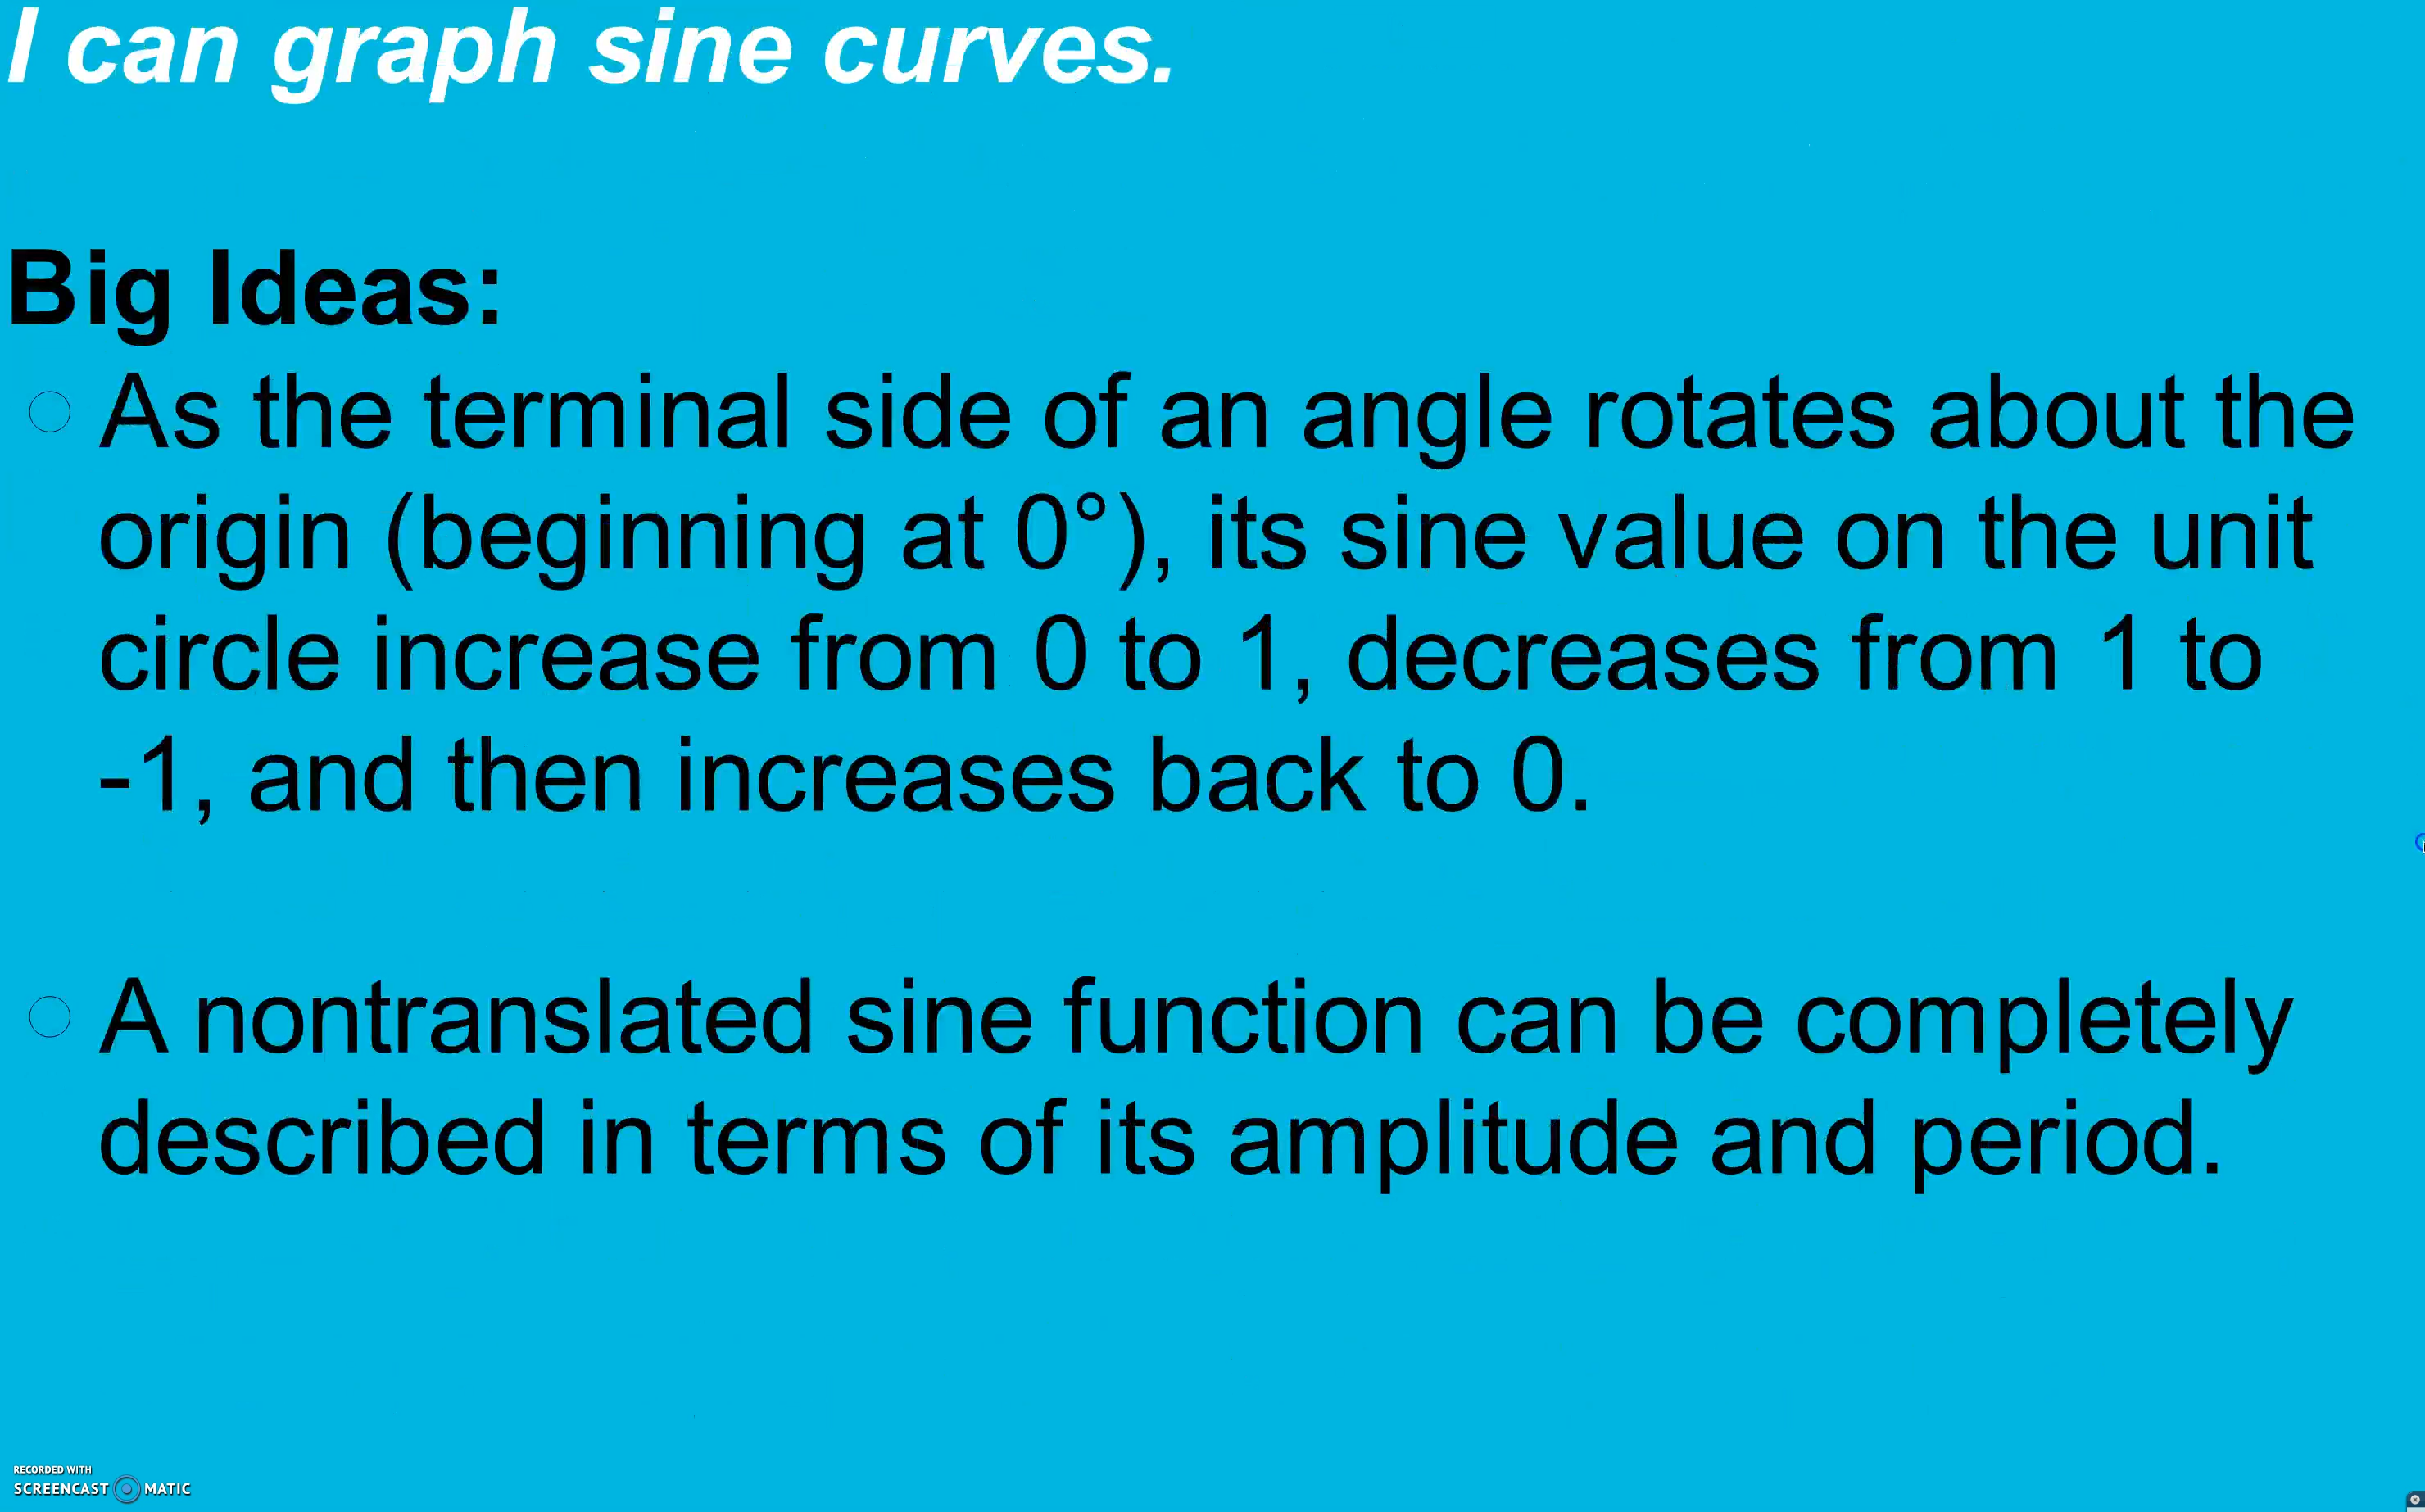 I can graph sine curves.
Big Ideas:
As the terminal side of an angle rotates about the
origin (beginning at 0°), its sine value on the unit
circle increase from 0 to 1, decreases from 1 to
-1, and then increases back to 0.
A nontranslated sine function can be completely
described in terms of its amplitude and period.
RECORDED WITH
SCREENCAST MATIC